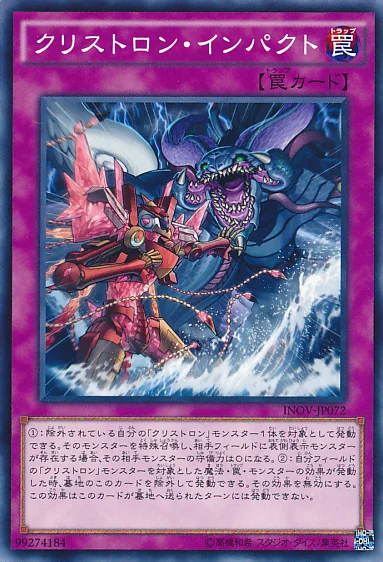 クリストロン・インパクト
罠
トラップ
【罠カード】
INOV-JP072
①：除外されている自分の「クリストロン」モンスター１体を対象として発動
できる。そのモンスターを特殊召喚し、相手フィールドに表側表示モンスター
が存在する場合、その相手モンスターの守備力は０になる。②：自分フィールド
の「クリストロン」モンスターを対象とした魔法・罠・モンスターの効果が発動
した時、墓地のこのカードを除外して発動できる。その効果を無効にする。
この効果はこのカードが墓地へ送られたターンには発動できない。
99274184
©高橋和希 スタジオ・ダイス/集英社